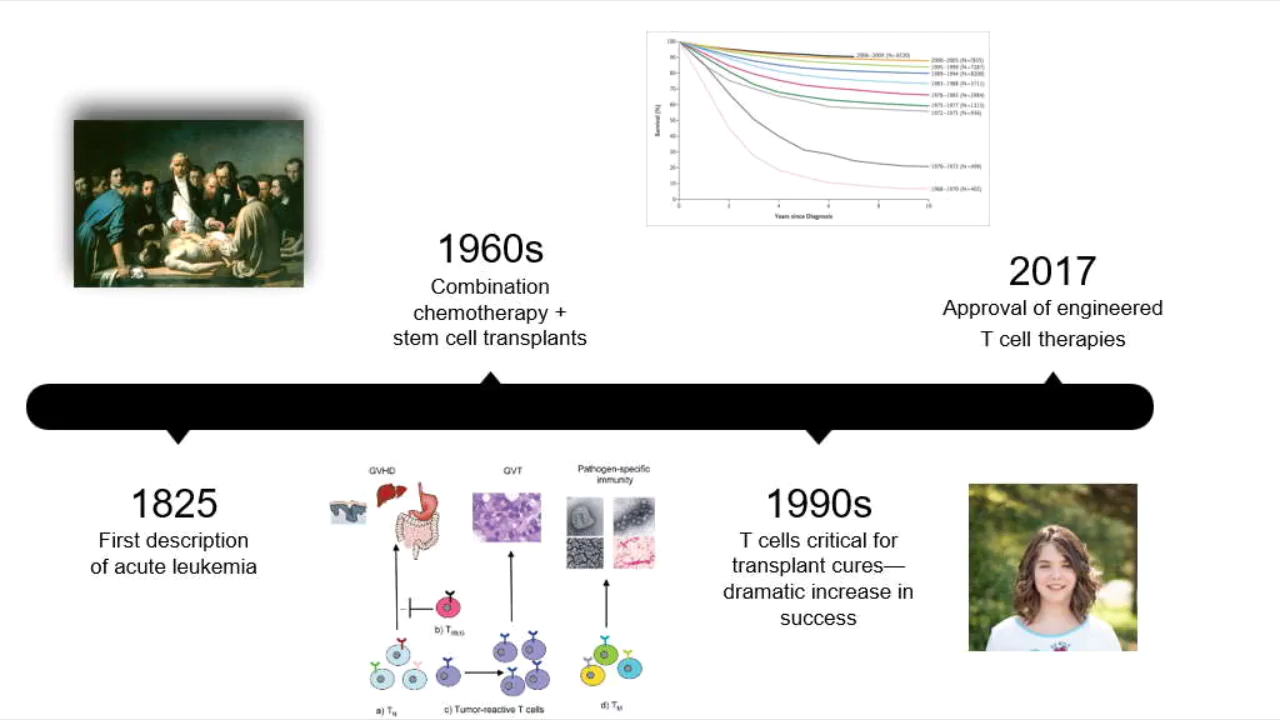 1960s
Combination
chemotherapy +
stem cell transplants
2017
Approval of engineered
T cell therapies
1825
First description
of acute leukemia
1990s
T cells critical for
transplant cures—
dramatic increase in
success
GVHD
GVT
Pathogen-specific
immunity
c) Tumor-reactive T cells
Survival (%)
Years since Diagnosis